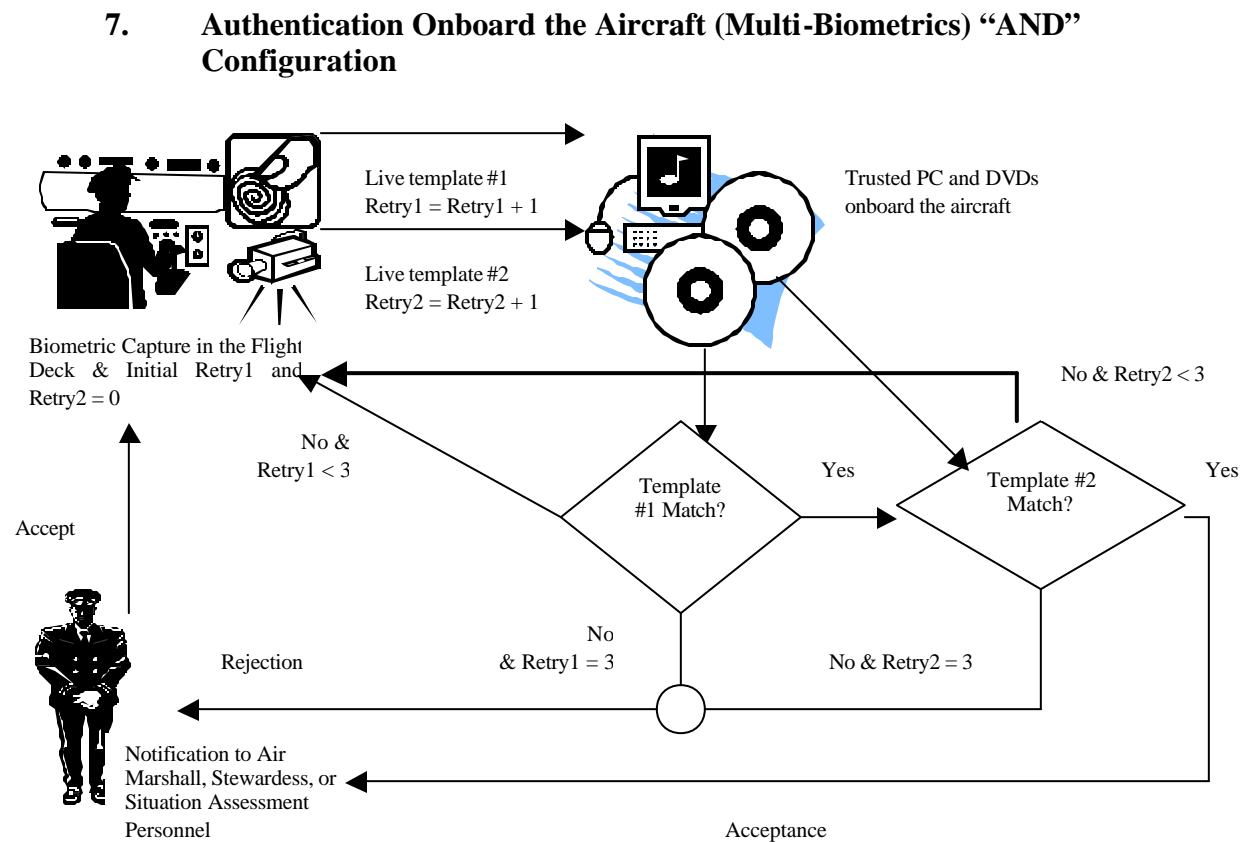 7. Authentication Onboard the Aircraft (Multi-Biometrics) “AND”
Configuration
Live template #1
Retry1 = Retry1 + 1
Trusted PC and DVDs
onboard the aircraft
Live template #2
Retry2 = Retry2 + 1
Biometric Capture in the Flight
Deck & Initial Retry1 and
Retry2 = 0
No & Retry2 < 3
No &
Retry1 < 3
Template
#1 Match?
Yes
Template #2
Match?
Yes
Accept
No
& Retry1 = 3
Rejection
No & Retry2 = 3
Notification to Air
Marshall, Stewardess, or
Situation Assessment
Personnel
Acceptance